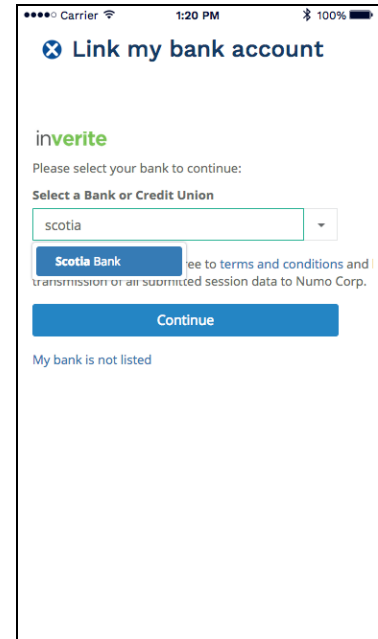 Carrier 1:20 PM 100%
Link my bank account
inverite
Please select your bank to continue:
Select a Bank or Credit Union
scotia
Scotia Bank
ee to terms and conditions and
transmission of all submitted session data to Numo Corp.
Continue
My bank is not listed